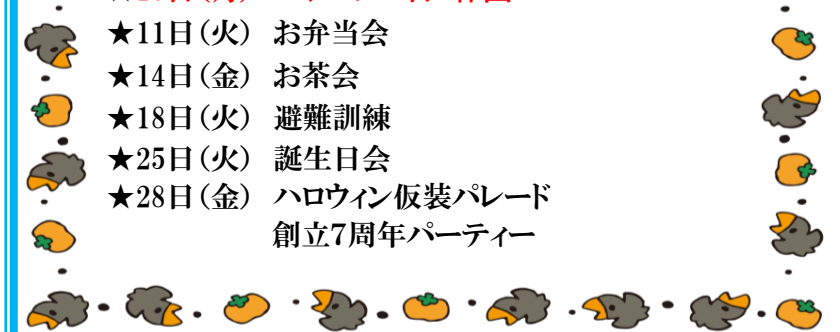 ★11日(火) お弁当会
★14日(金) お茶会
★18日(火) 避難訓練
★25日(火) 誕生日会
★28日(金) ハロウィン仮装パレード
創立7周年パーティー